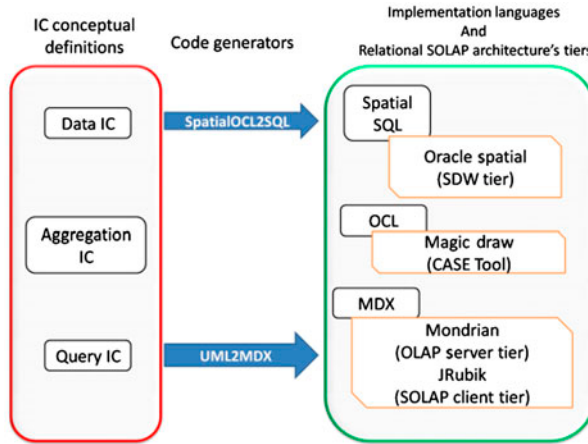 IC conceptual
definitions
Code generators
Implementation languages
And
Relational SOLAP architecture's tiers
Data IC
SpatialOCL2SQL
Spatial
SQL
Oracle spatial
(SDW tier)
Aggregation
IC
OCL
Magic draw
(CASE Tool)
MDX
Query IC
UML2MDX
Mondrian
(OLAP server tier)
JRubik
(SOLAP client tier)